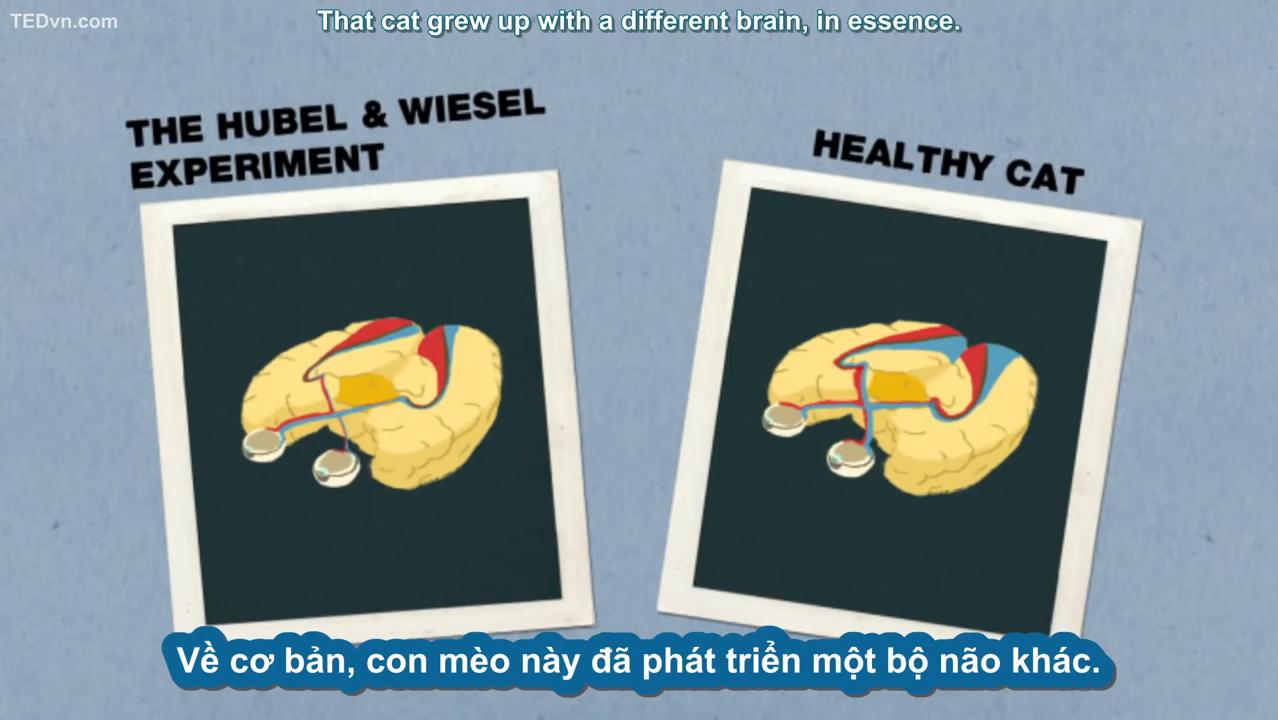 TEDvn.com
That cat grew up with a different brain, in essence.
THE HUBEL & WIESEL
EXPERIMENT
HEALTHY CAT
Về cơ bản, con mèo này đã phát triển một bộ não khác.